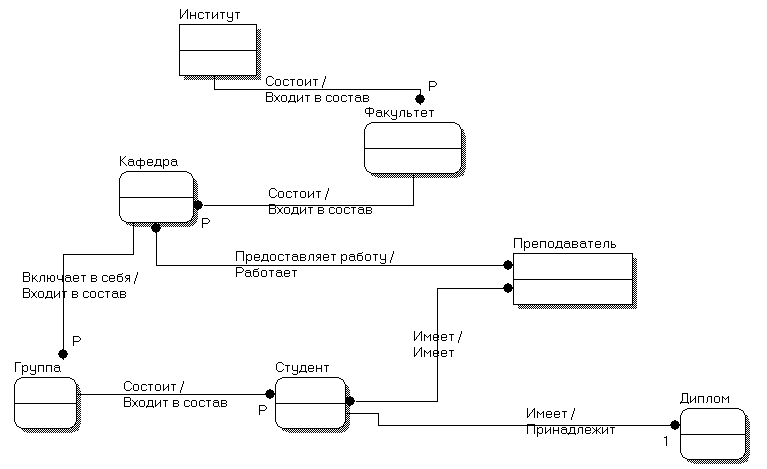 Институт
Состоит /
Входит в состав
P
Факультет
Кафедра
Состоит /
Входит в состав
P
Предоставляет работу /
Работает
Преподаватель
Включает в себя /
Входит в состав
P
Имеет /
Имеет
Группа
Студент
Состоит /
Входит в состав
P
Диплом
Имеет /
Принадлежит
1